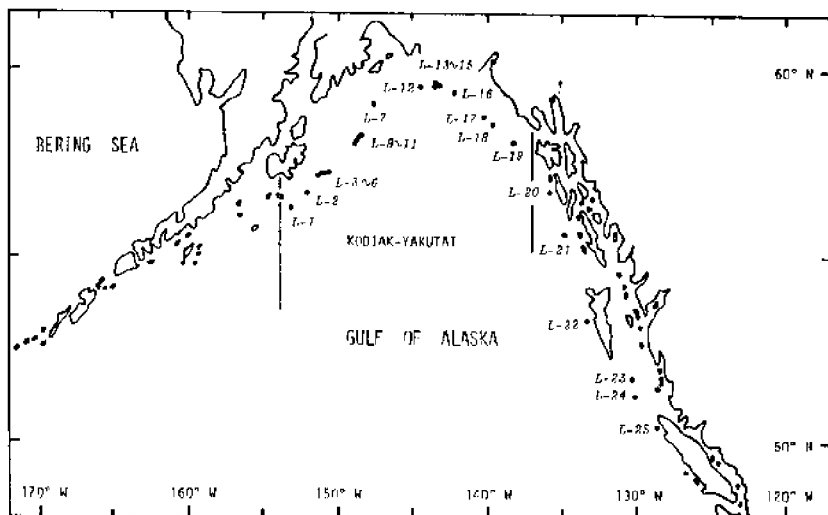 60° N
L-13~15
L-12
L-16
L-7
L-17
L-18
BERING SEA
L-8~11
L-19
L-3~6
L-20
L-2
L-1
KODIAK-YAKUTAT
L-21
L-22
GULF OF ALASKA
L-23
L-24
L-25
50° N
170° W
160° W
150° W
140° W
130° W
120° W